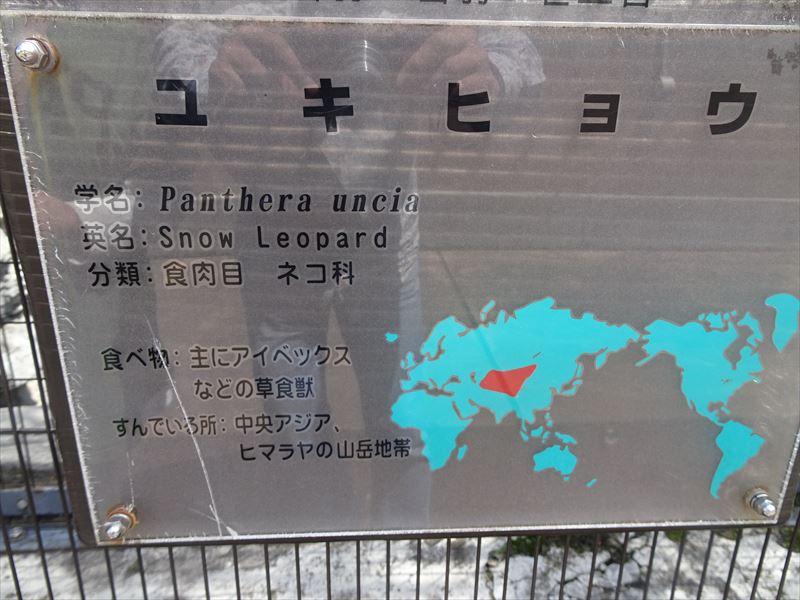 ユキヒョウ
学名: Panthera uncia
英名: Snow Leopard
分類: 食肉目 ネコ科
食べ物: 主にアイベックス
などの草食獣
すんでいる所: 中央アジア、
ヒマラヤの山岳地帯